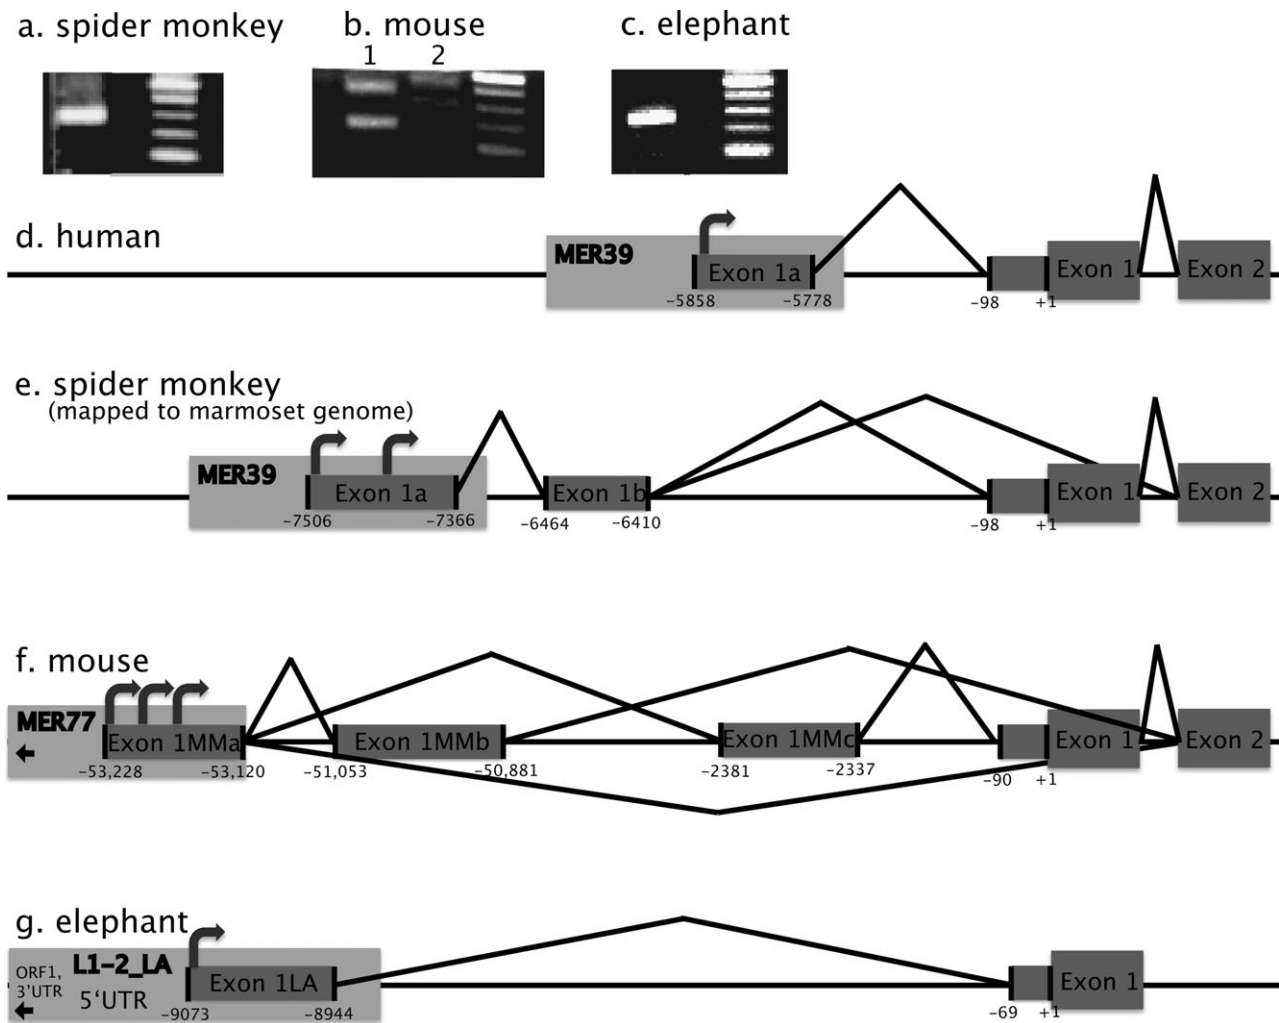 a. spider monkey
b. mouse
c. elephant
1 2
d. human
MER39
Exon 1a
Exon 1
Exon 2
-5858
-5778
-98
+1
e. spider monkey
(mapped to marmoset genome)
MER39
Exon 1a
Exon 1b
Exon 1
Exon 2
-7506
-7366
-6464
-6410
-98
+1
f. mouse
MER77
Exon 1MMa
Exon 1MMb
Exon 1MMc
Exon 1
Exon 2
-53,228
-53,120
-51,053
-50,881
-2381
-2337
-90
+1
g. elephant
ORF1,
3'UTR
L1-2_LA
5'UTR
Exon 1LA
Exon 1
-9073
-8944
-69
+1